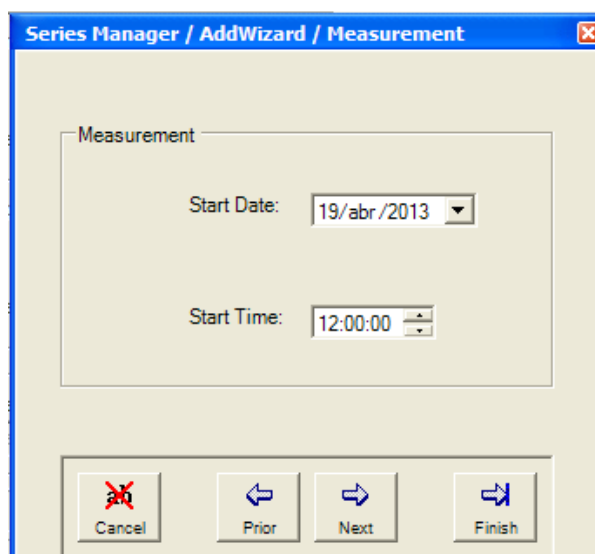 Series Manager / AddWizard / Measurement
Measurement
Start Date: 19/abr/2013
Start Time: 12:00:00
ab
Cancel Prior Next Finish